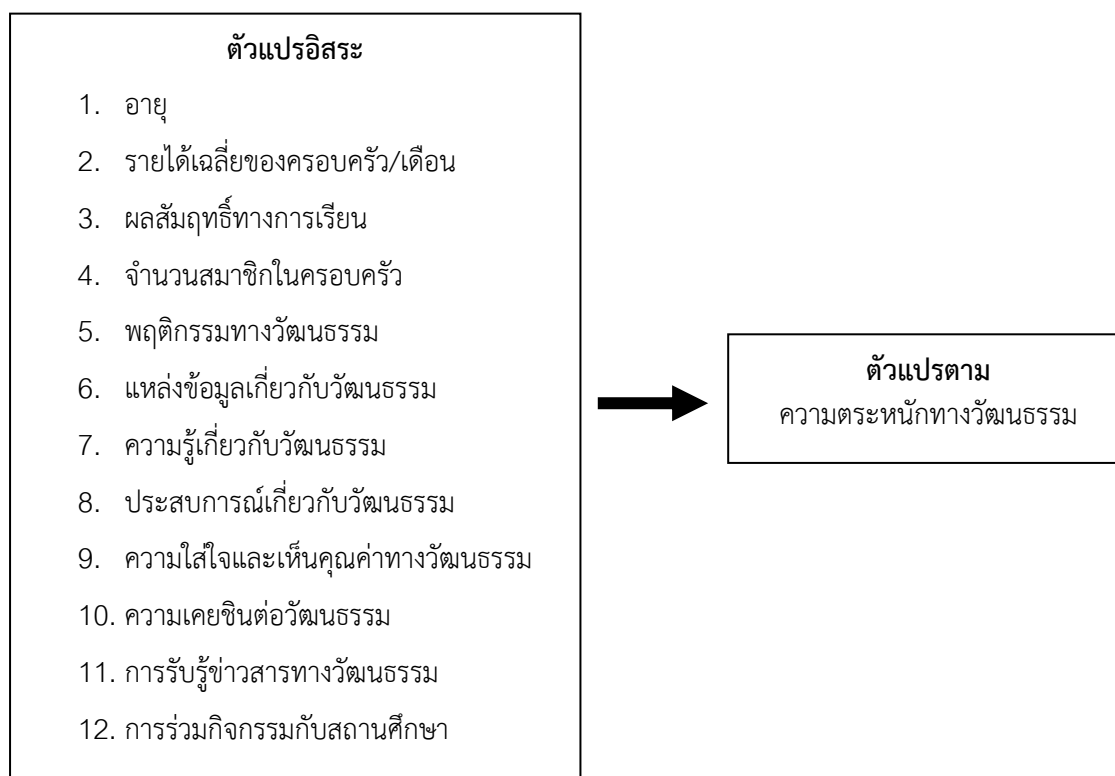 ตัวแปรอิสระ
1. อายุ
2. รายได้เฉลี่ยของครอบครัว/เดือน
3. ผลสัมฤทธิ์ทางการเรียน
4. จำนวนสมาชิกในครอบครัว
5. พฤติกรรมทางวัฒนธรรม
6. แหล่งข้อมูลเกี่ยวกับวัฒนธรรม
7. ความรู้เกี่ยวกับวัฒนธรรม
8. ประสบการณ์เกี่ยวกับวัฒนธรรม
9. ความใส่ใจและเห็นคุณค่าทางวัฒนธรรม
10. ความเคยชินต่อวัฒนธรรม
11. การรับรู้ข่าวสารทางวัฒนธรรม
12. การร่วมกิจกรรมกับสถานศึกษา
ตัวแปรตาม
ความตระหนักทางวัฒนธรรม